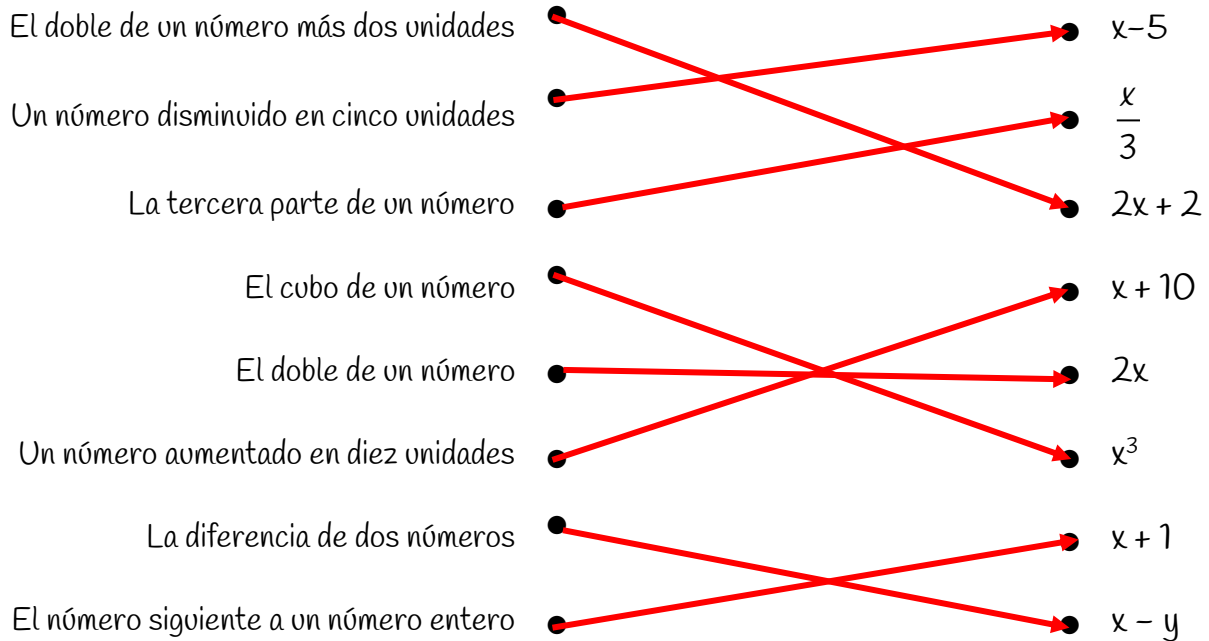 El doble de un número más dos unidades
x–5
Un número disminuido en cinco unidades
x
3
La tercera parte de un número
2x + 2
El cubo de un número
x + 10
El doble de un número
2x
Un número aumentado en diez unidades
x³
La diferencia de dos números
x + 1
El número siguiente a un número entero
x – y